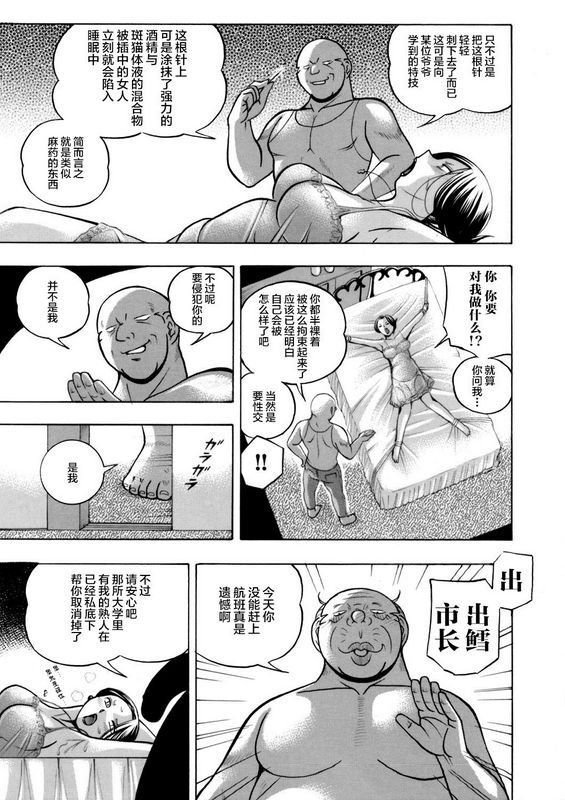 只不过是
把这根针
轻轻
刺下去了而已
这可是向
某位爷爷
学到的特技
这根针上
可是涂抹了强力的
酒精与
斑猫体液的混合物
被插中的女人
立刻就会陷入
睡眠中
简而言之
就是类似
麻药的东西
你 你要
对我做什么!?
就算
你问我…
你都半裸着
被这么拘束起来了
应该已经明白
自己会被
怎么样了吧
当然是
要性交
!!
不过呢
要侵犯你的
并不是我
ガラガラ
是我
出
出鳕
市长
今天你
没能赶上
航班真是
遗憾啊
不过
请安心吧
那所大学里
有我的熟人在
已经私底下
帮你取消掉了